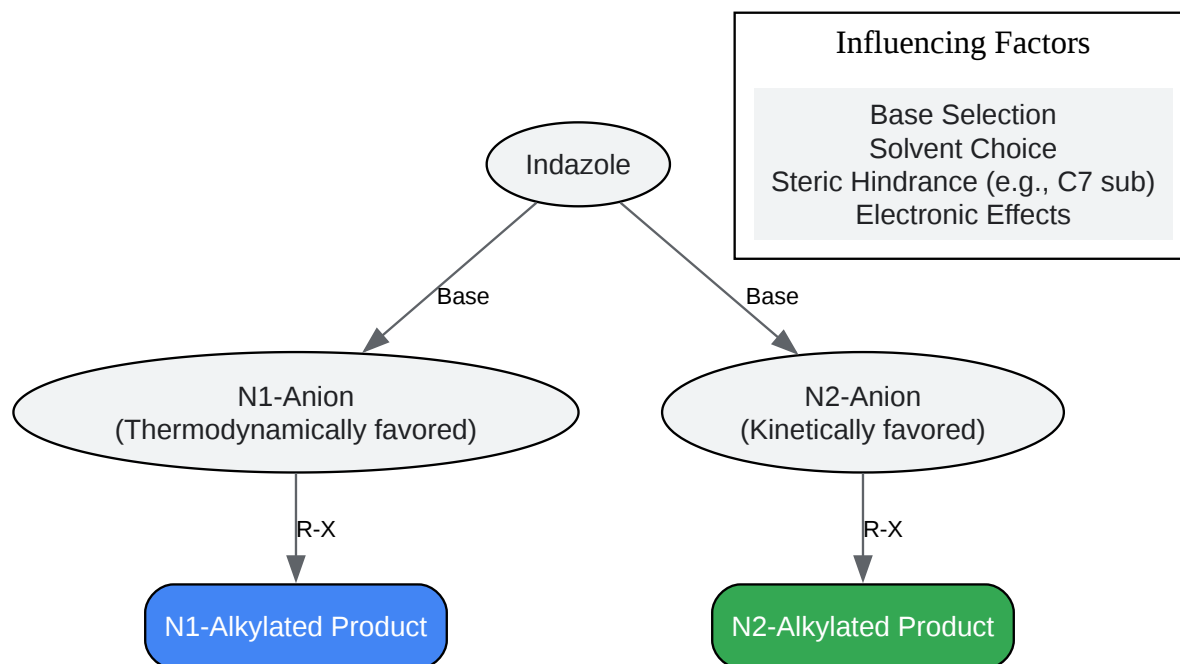 Influencing Factors
Base Selection
Solvent Choice
Steric Hindrance (e.g., C7 sub)
Electronic Effects
Indazole
Base
Base
N1-Anion
(Thermodynamically favored)
N2-Anion
(Kinetically favored)
R-X
R-X
N1-Alkylated Product
N2-Alkylated Product